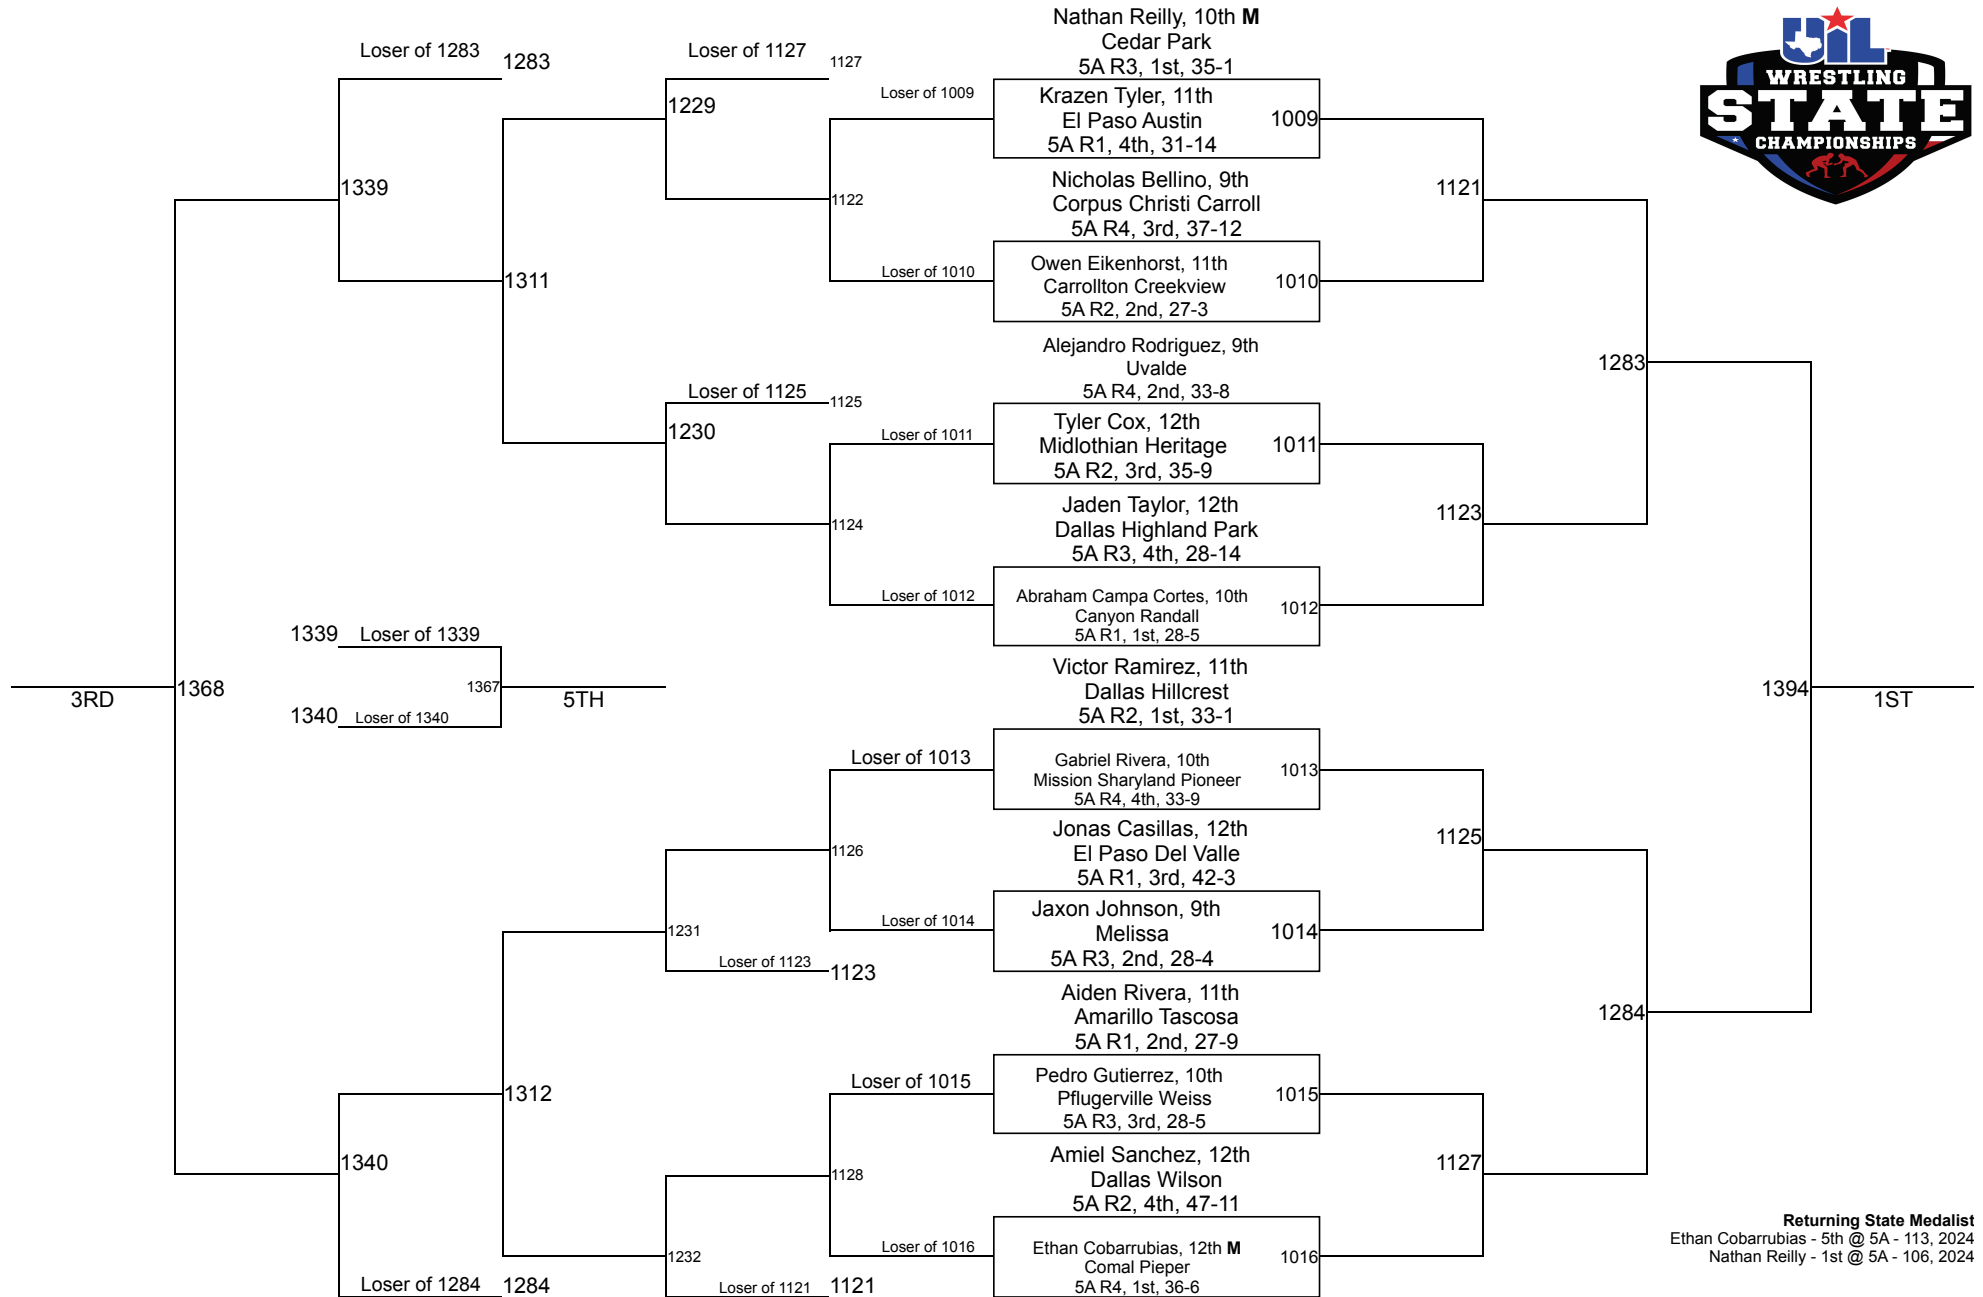 Nathan Reilly, 10th M
Cedar Park
5A R3, 1st, 35-1
UIL
WRESTLING
STATE
CHAMPIONSHIPS
Loser of 1283
1283
Loser of 1127
1127
Loser of 1009
Krazen Tyler, 11th
El Paso Austin
5A R1, 4th, 31-14
1009
1229
1339
Nicholas Bellino, 9th
Corpus Christi Carroll
5A R4, 3rd, 37-12
1121
1122
Loser of 1010
Owen Eikenhorst, 11th
Carrollton Creekview
5A R2, 2nd, 27-3
1010
1311
Alejandro Rodriguez, 9th
Uvalde
5A R4, 2nd, 33-8
1283
Loser of 1125
1125
1230
Loser of 1011
Tyler Cox, 12th
Midlothian Heritage
5A R2, 3rd, 35-9
1011
Jaden Taylor, 12th
Dallas Highland Park
5A R3, 4th, 28-14
1123
1124
Loser of 1012
Abraham Campa Cortes, 10th
Canyon Randall
5A R1, 1st, 28-5
1012
1339
Loser of 1339
3RD
1368
1367
5TH
1340
Loser of 1340
Victor Ramirez, 11th
Dallas Hillcrest
5A R2, 1st, 33-1
1394
1ST
Loser of 1013
Gabriel Rivera, 10th
Mission Sharyland Pioneer
5A R4, 4th, 33-9
1013
Jonas Casillas, 12th
El Paso Del Valle
5A R1, 3rd, 42-3
1125
1126
Loser of 1014
Jaxon Johnson, 9th
Melissa
5A R3, 2nd, 28-4
1014
1231
Loser of 1123
1123
Aiden Rivera, 11th
Amarillo Tascosa
5A R1, 2nd, 27-9
1284
1312
Loser of 1015
Pedro Gutierrez, 10th
Pflugerville Weiss
5A R3, 3rd, 28-5
1015
1340
Amiel Sanchez, 12th
Dallas Wilson
5A R2, 4th, 47-11
1127
1128
Loser of 1016
Ethan Cobarrubias, 12th M
Comal Pieper
5A R4, 1st, 36-6
1016
1232
Loser of 1284
1284
Loser of 1121
1121
Returning State Medalist
Ethan Cobarrubias - 5th @ 5A - 113, 2024
Nathan Reilly - 1st @ 5A - 106, 2024